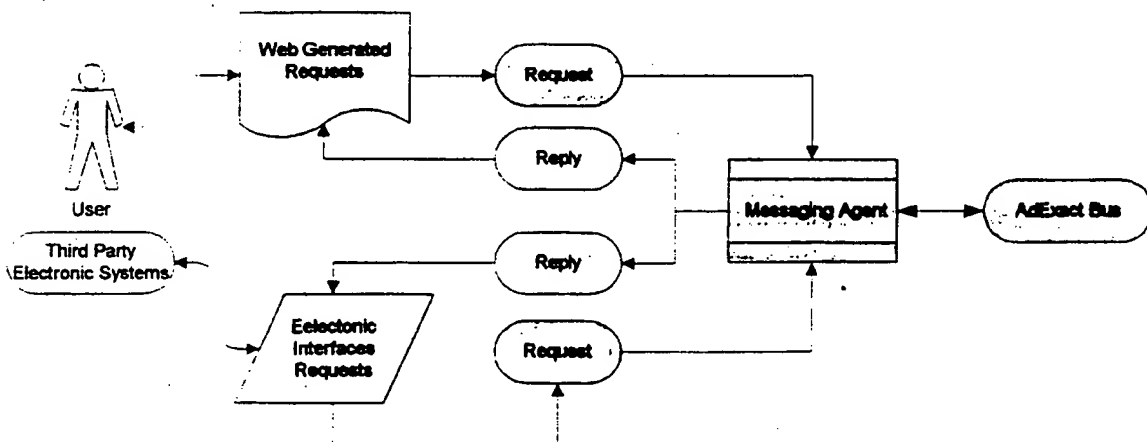 Web Generated
Requests
Request
User
Reply
Messaging Agent
AdExact Bus
Third Party
Electronic Systems
Reply
Eelectonic
Interfaces
Requests
Request